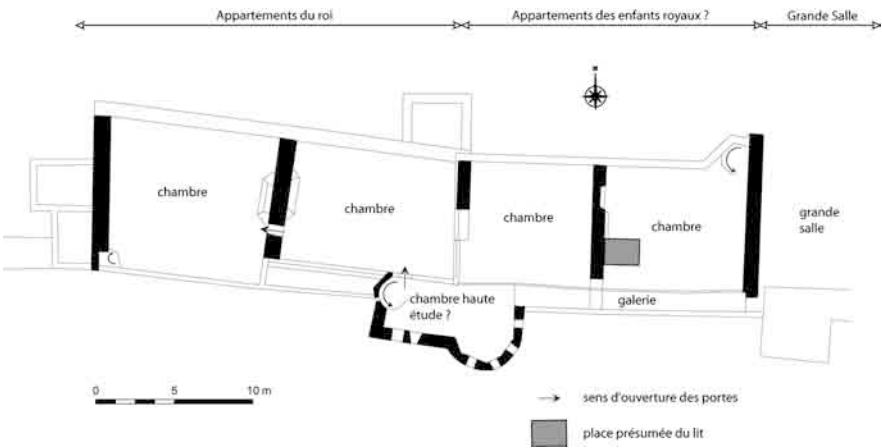 Appartements du roi
Appartements des enfants royaux ?
Grande Salle
chambre
chambre
chambre
chambre
grande
salle
chambre haute
étude ?
galerie
0 5 10 m
sens d'ouverture des portes
place présumée du lit